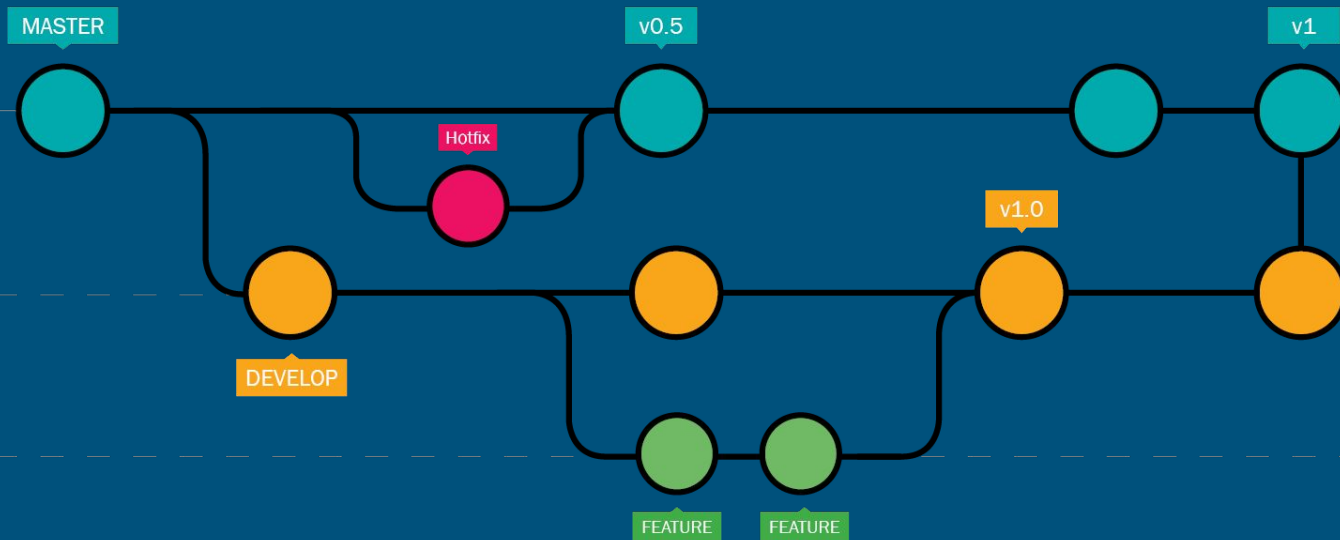 MASTER
v0.5
v1
Hotfix
v1.0
DEVELOP
FEATURE
FEATURE